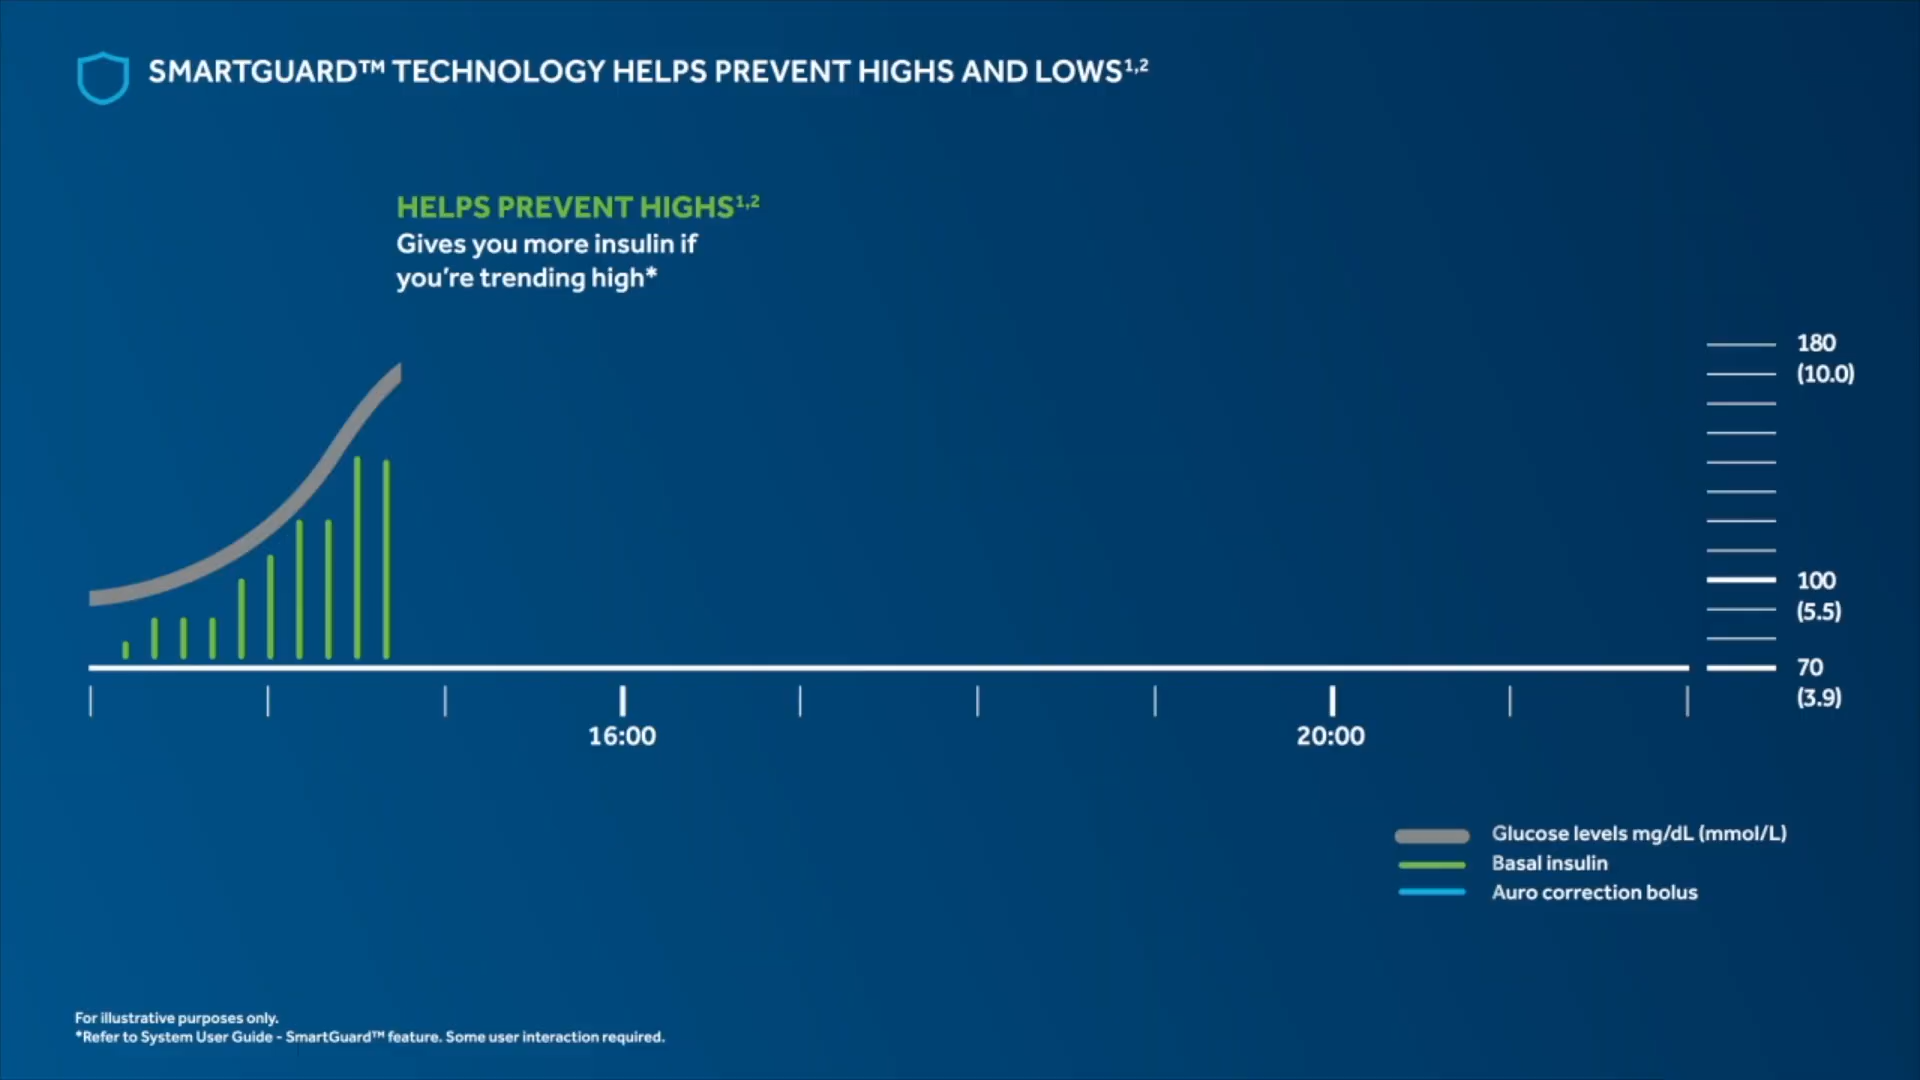 SMARTGUARD™ TECHNOLOGY HELPS PREVENT HIGHS AND LOWS¹,²
HELPS PREVENT HIGHS¹,²
Gives you more insulin if
you're trending high*
180
(10.0)
100
(5.5)
70
(3.9)
16:00
20:00
Glucose levels mg/dL (mmol/L)
Basal insulin
Auro correction bolus
For illustrative purposes only.
*Refer to System User Guide - SmartGuard™ feature. Some user interaction required.